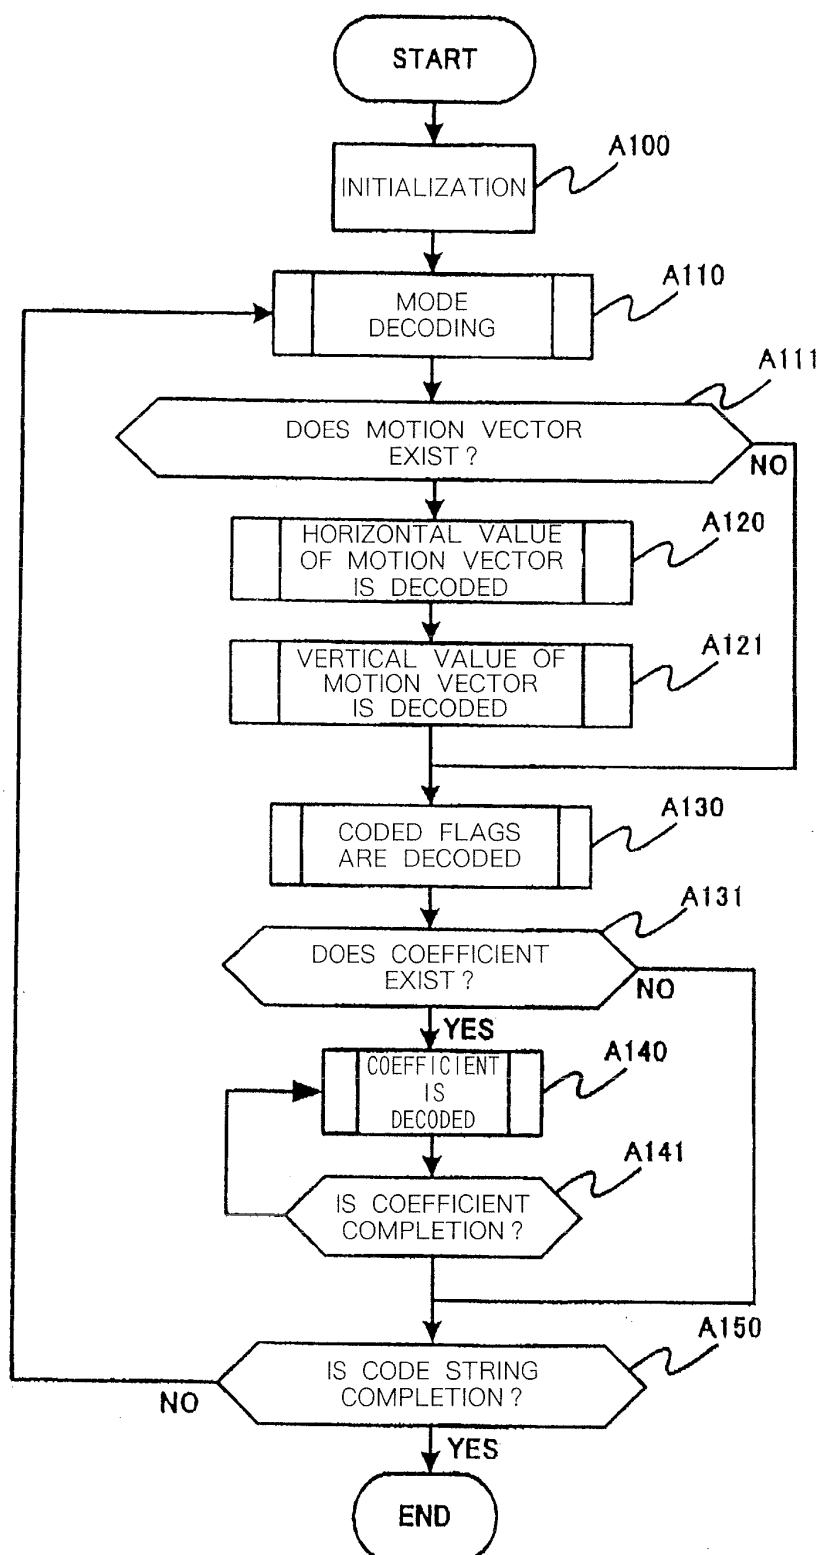 START
A100
INITIALIZATION
A110
MODE
DECODING
A111
DOES MOTION VECTOR
EXIST?
NO
A120
HORIZONTAL VALUE
OF MOTION VECTOR
IS DECODED
A121
VERTICAL VALUE OF
MOTION VECTOR
IS DECODED
A130
CODED FLAGS
ARE DECODED
A131
DOES COEFFICIENT
EXIST?
NO
YES
A140
COEFFICIENT
IS
DECODED
A141
IS COEFFICIENT
COMPLETION?
A150
IS CODE STRING
COMPLETION?
NO
YES
END